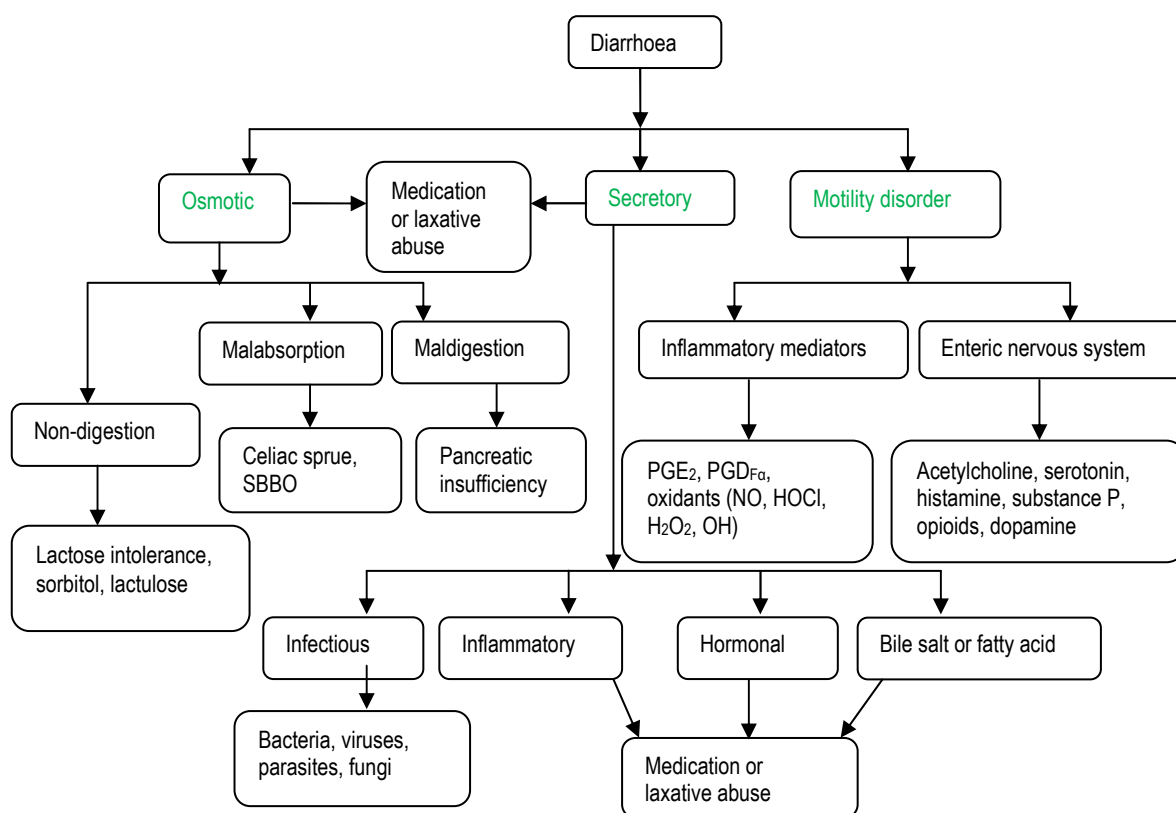 Diarrhoea
Osmotic
Medication
or laxative
abuse
Secretory
Motility disorder
Malabsorption
Maldigestion
Inflammatory mediators
Enteric nervous system
Non-digestion
Celiac sprue,
SBBO
Pancreatic
insufficiency
PGE₂, PGD_Fα,
oxidants (NO, HOCl,
H₂O₂, OH)
Acetylcholine, serotonin,
histamine, substance P,
opioids, dopamine
Lactose intolerance,
sorbitol, lactulose
Infectious
Inflammatory
Hormonal
Bile salt or fatty acid
Bacteria, viruses,
parasites, fungi
Medication or
laxative abuse